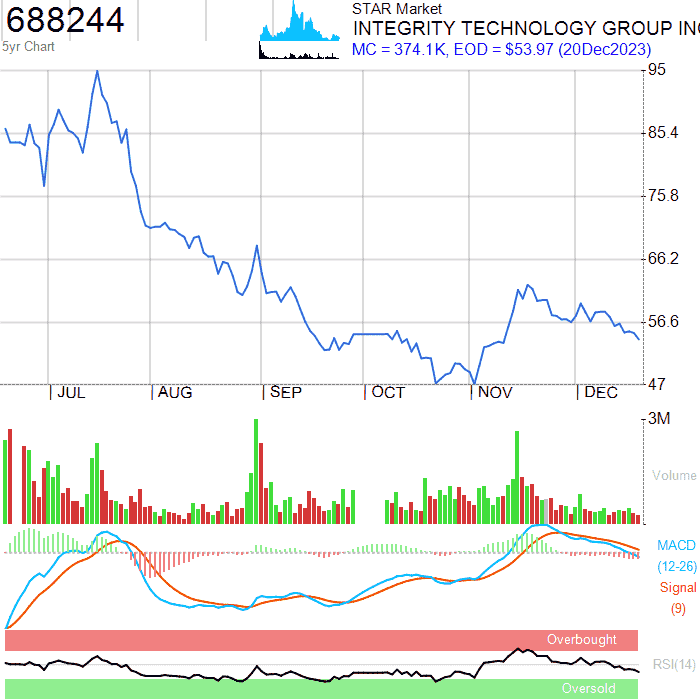 688244
5yr Chart
STAR Market
INTEGRITY TECHNOLOGY GROUP INC
MC = 374.1K, EOD = $53.97 (20Dec2023)
95
85.4
75.8
66.2
56.6
47
JUL AUG SEP OCT NOV DEC
3M
Volume
MACD
(12-26)
Signal
(9)
Overbought
RSI(14)
Oversold